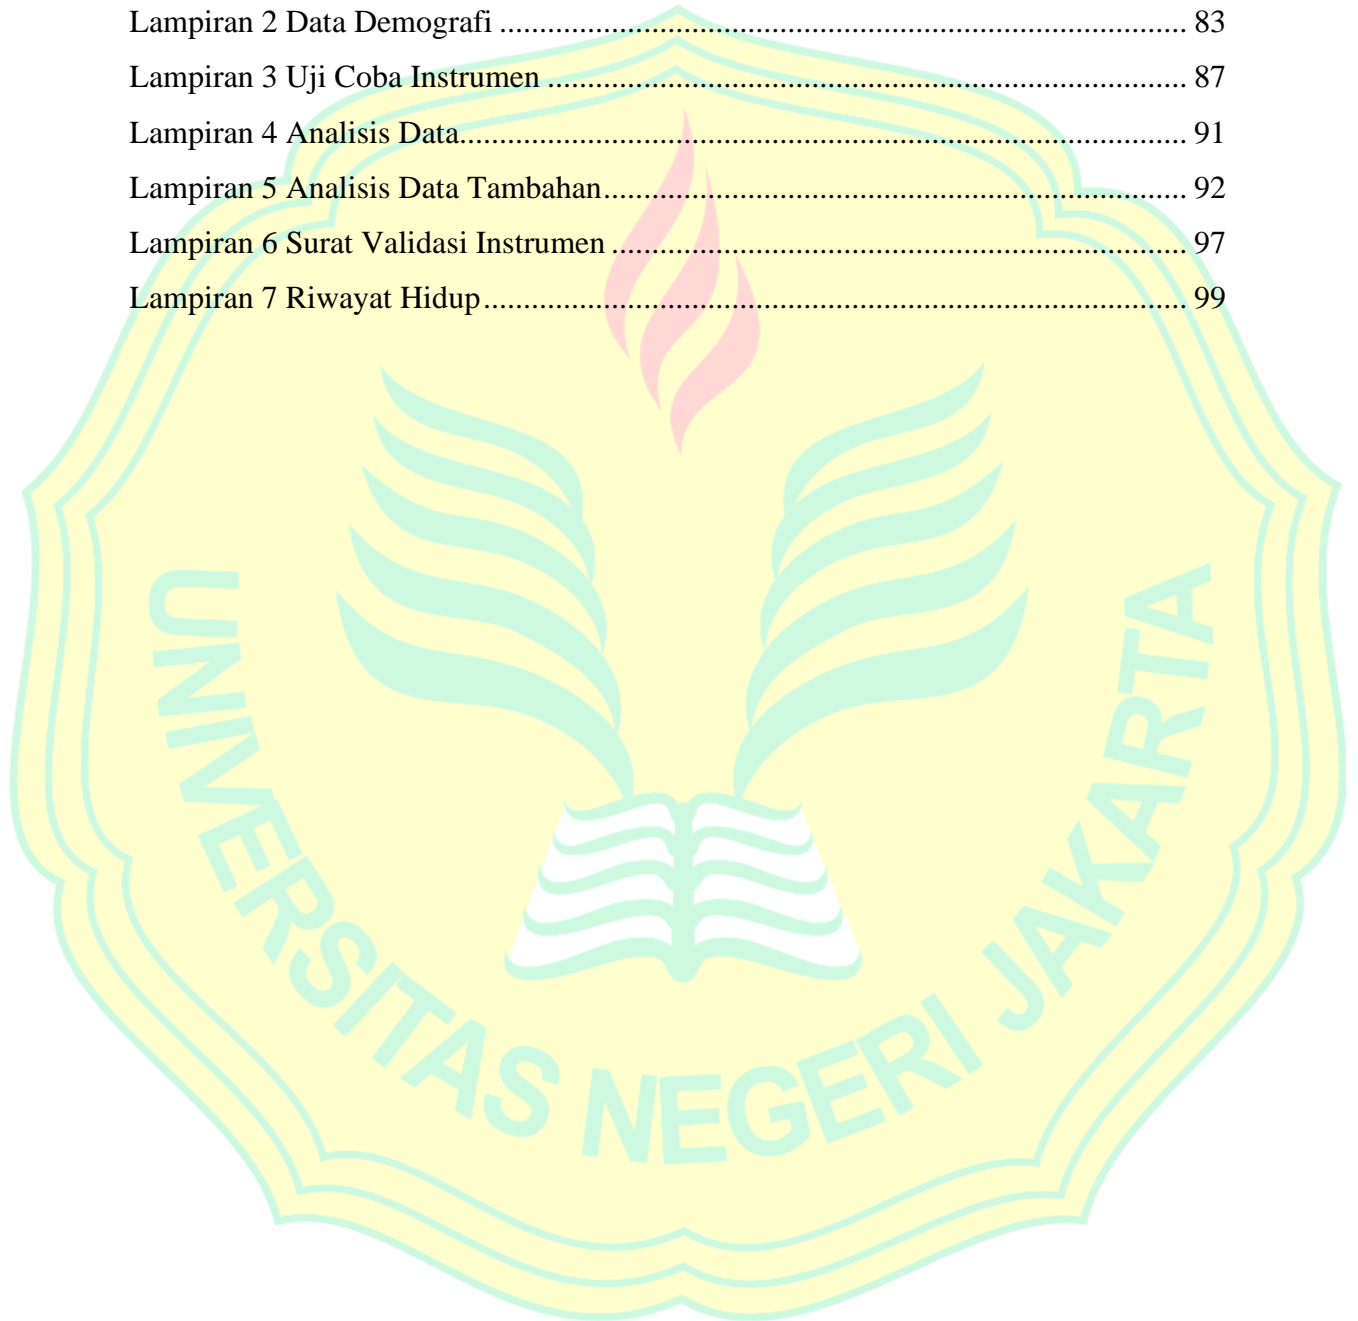 Lampiran 2 Data Demografi ...................................................................................... 83
Lampiran 3 Uji Coba Instrumen ................................................................................ 87
Lampiran 4 Analisis Data........................................................................................... 91
Lampiran 5 Analisis Data Tambahan......................................................................... 92
Lampiran 6 Surat Validasi Instrumen ........................................................................ 97
Lampiran 7 Riwayat Hidup........................................................................................ 99
UNIVERSITAS NEGERI JAKARTA